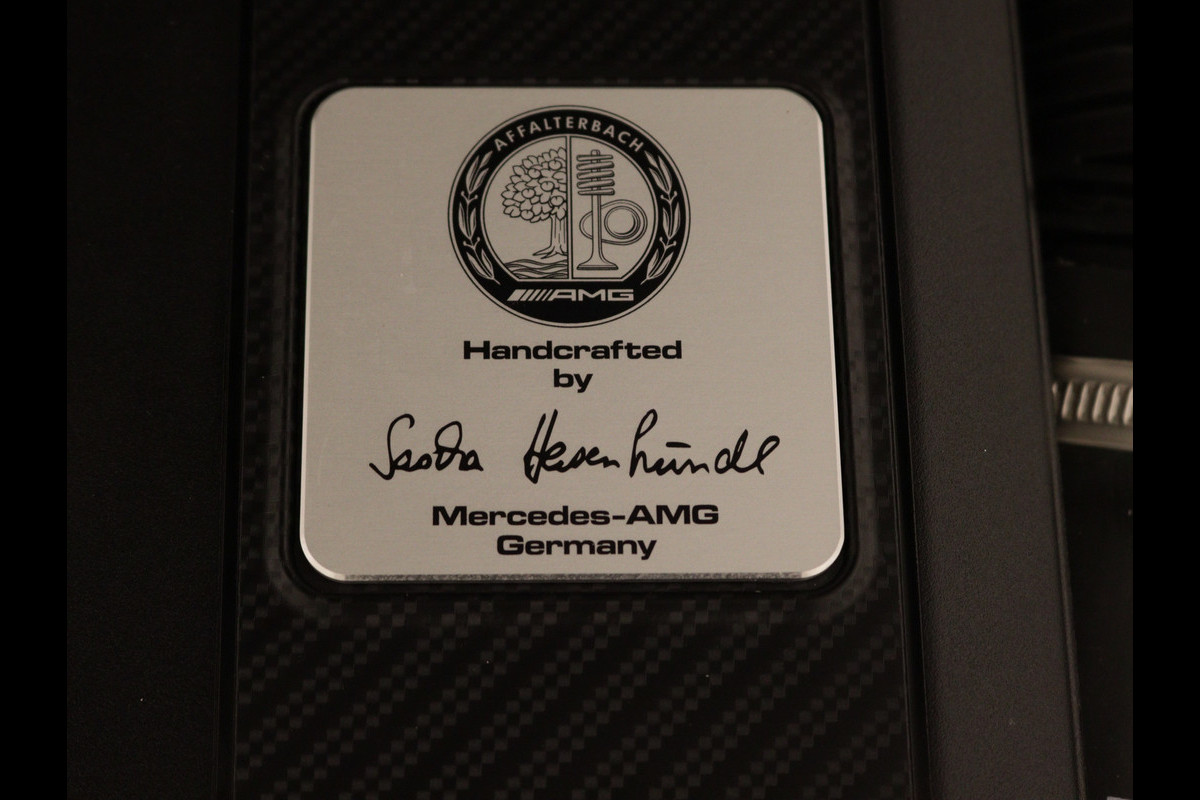 AFFALTERBACH
AMG
Handcrafted
by
Mercedes-AMG
Germany